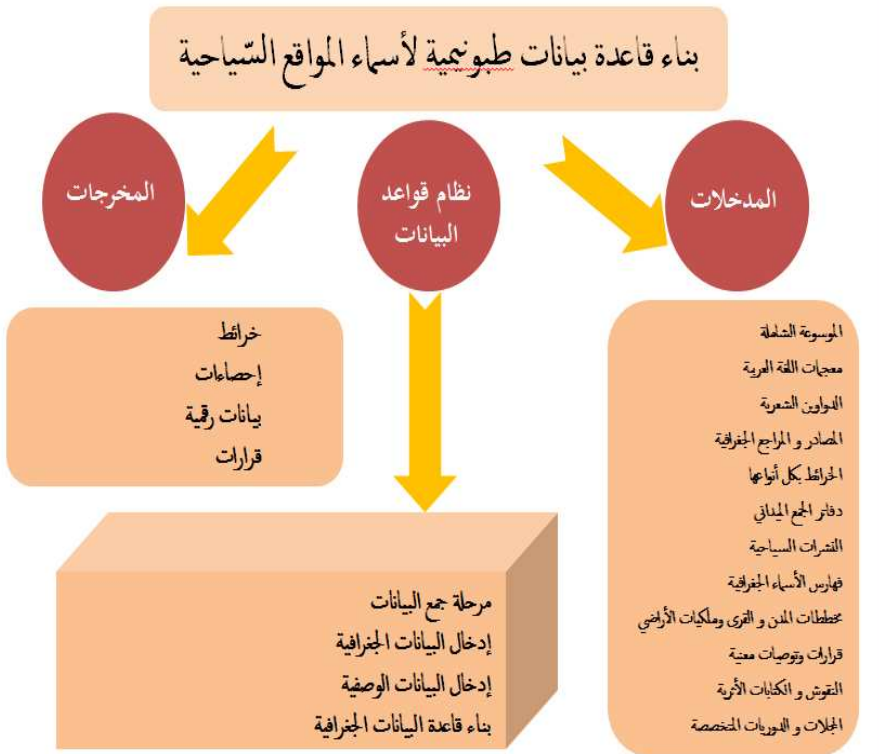 بناء قاعدة بيانات طبونيمية لأسماء المواقع السّياحية
المدخلات
نظام قواعد
البيانات
المخرجات
الموسوعة الشاملة
معجمات اللغة العربية
الدواوين الشعرية
المصادر و المراجع الجغرافية
الخرائط بكل أنواعها
دفاتر الجمع الميداني
النشرات السياحية
فهارس الأسماء الجغرافية
مخططات المدن و القرى وملكيات الأراضي
قرارات وتوصيات معنية
النقوش و الكتابات الأثرية
المجلات و الدوريات المتخصصة
مرحلة جمع البيانات
إدخال البيانات الجغرافية
إدخال البيانات الوصفية
بناء قاعدة البيانات الجغرافية
خرائط
إحصاءات
بيانات رقمية
قرارات